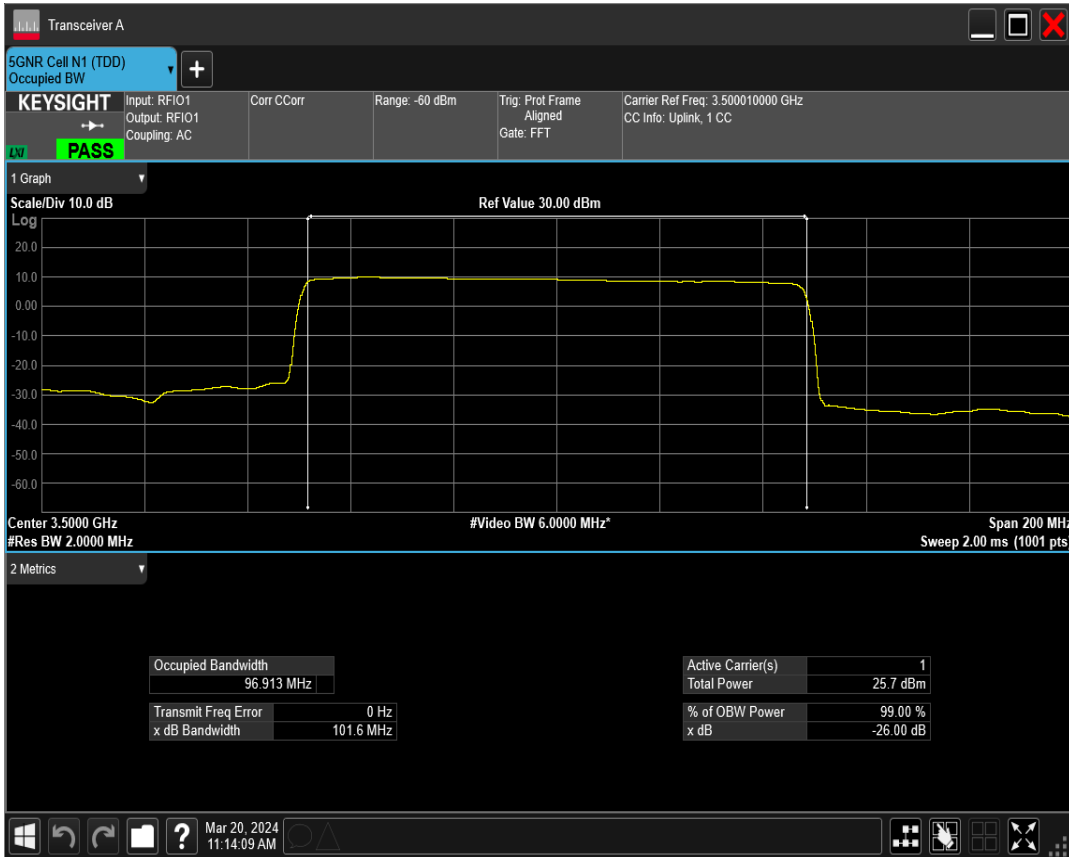 Transceiver A
5GNR Cell N1 (TDD)
Occupied BW
+
KEYSIGHT
LXI
PASS
Input: RFIO1
Output: RFIO1
Coupling: AC
Corr CCorr
Range: -60 dBm
Trig: Prot Frame
Aligned
Gate: FFT
Carrier Ref Freq: 3.500010000 GHz
CC Info: Uplink, 1 CC
1 Graph
Scale/Div 10.0 dB
Ref Value 30.00 dBm
Log
20.0
10.0
0.00
-10.0
-20.0
-30.0
-40.0
-50.0
-60.0
Center 3.5000 GHz
#Video BW 6.0000 MHz*
Span 200 MHz
#Res BW 2.0000 MHz
Sweep 2.00 ms (1001 pts)
2 Metrics
Occupied Bandwidth
96.913 MHz
Transmit Freq Error 0 Hz
x dB Bandwidth 101.6 MHz
Active Carrier(s) 1
Total Power 25.7 dBm
% of OBW Power 99.00 %
x dB -26.00 dB
?
Mar 20, 2024
11:14:09 AM